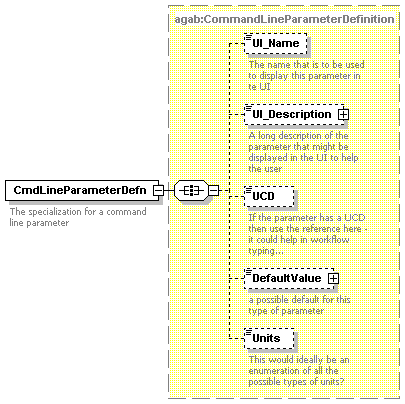 agab:CommandLineParameterDefinition
UI_Name
The name that is to be used
to display this parameter in
te UI
UI_Description
A long description of the
parameter that might be
displayed in the UI to help
the user
CmdLineParameterDefn
The specialization for a command
line parameter
UCD
If the parameter has a UCD
then use the reference here -
it could help in workflow
typing...
DefaultValue
a possible default for this
type of parameter
Units
This would ideally be an
enumeration of all the
possible types of units?